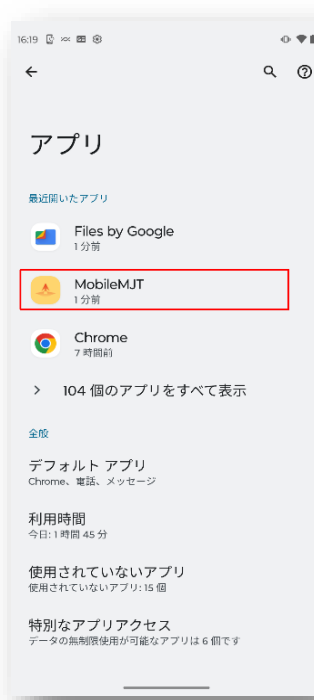 16:19
アプリ
最近開いたアプリ
Files by Google
1 分前
MobileMJT
1 分前
Chrome
7 時間前
104 個のアプリをすべて表示
全般
デフォルト アプリ
Chrome、電話、メッセージ
利用時間
今日: 1 時間 45 分
使用されていないアプリ
使用されていないアプリ: 15 個
特別なアプリアクセス
データの無制限使用が可能なアプリは 6 個です